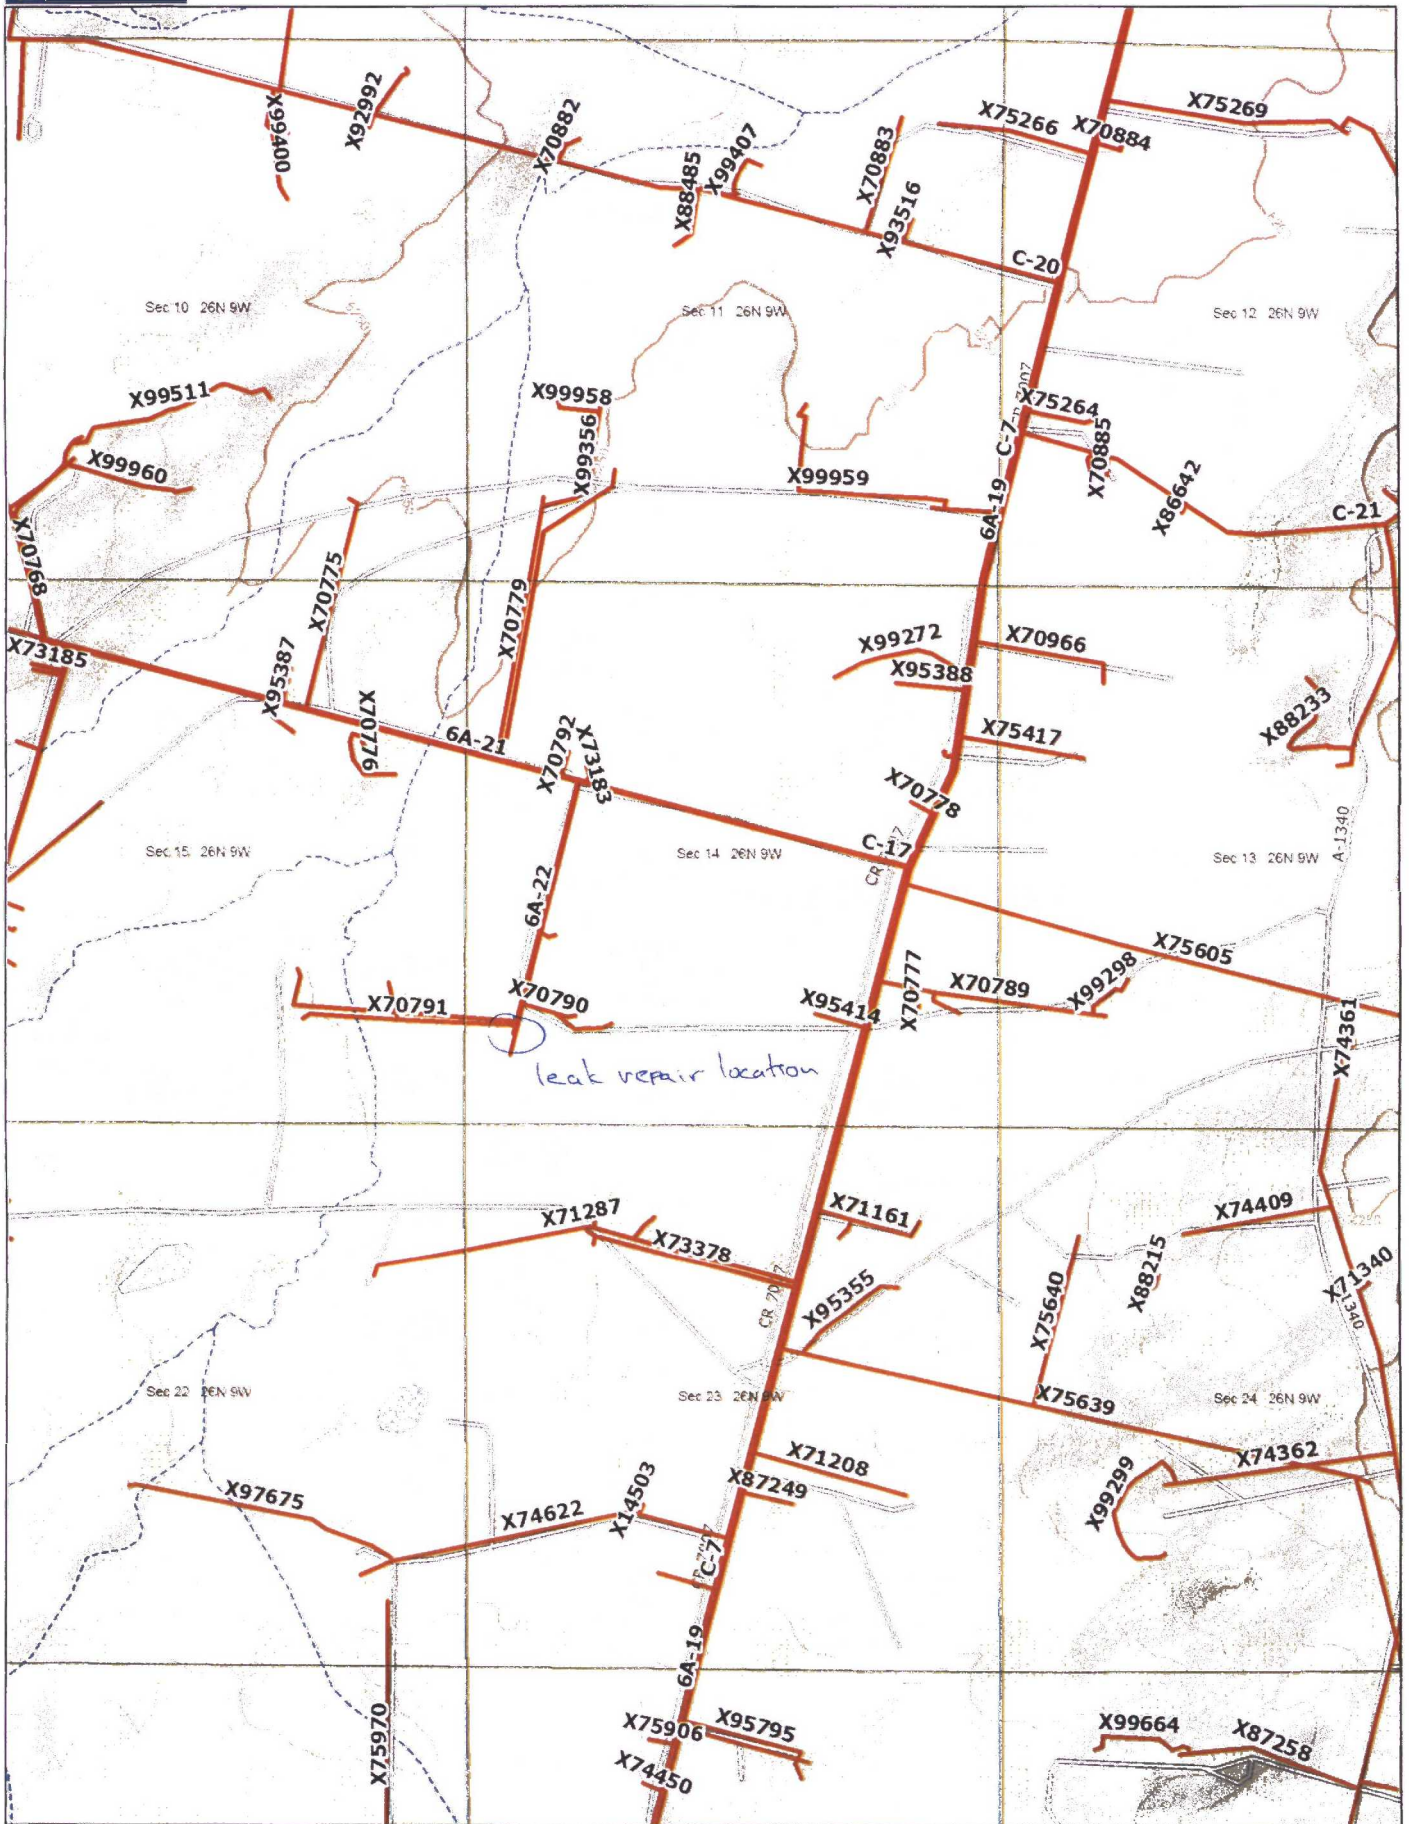 X75269
X99400
X92992
X75266
X70884
X70882
X70883
X99407
X88485
X93516
C-20
Sec 10 26N 9W
Sec 11 26N 9W
Sec 12 26N 9W
X99511
X99958
X75264
X99356
C-7
X70885
X99960
X99959
X86642
6A-19
C-21
X70768
X70775
X70779
X99272
X70966
X73185
X95387
X95388
X70776
X88233
6A-21
X70792
X73183
X75417
X70778
A-1340
C-17
CR
Sec 15 26N 9W
Sec 14 26N 9W
Sec 13 26N 9W
6A-22
X75605
X70777
X70789
X99298
X70791
X70790
X95414
X74361
leak repair location
X71287
X71161
X74409
X73378
X88215
X71340
1340
X95355
X75640
CR 7007
Sec 22 26N 9W
Sec 23 26N 9W
Sec 24 26N 9W
X75639
X71208
X74362
X87249
X99299
X97675
X74622
X14503
C-7
6A-19
X75970
X75906
X95795
X99664
X87258
X74450